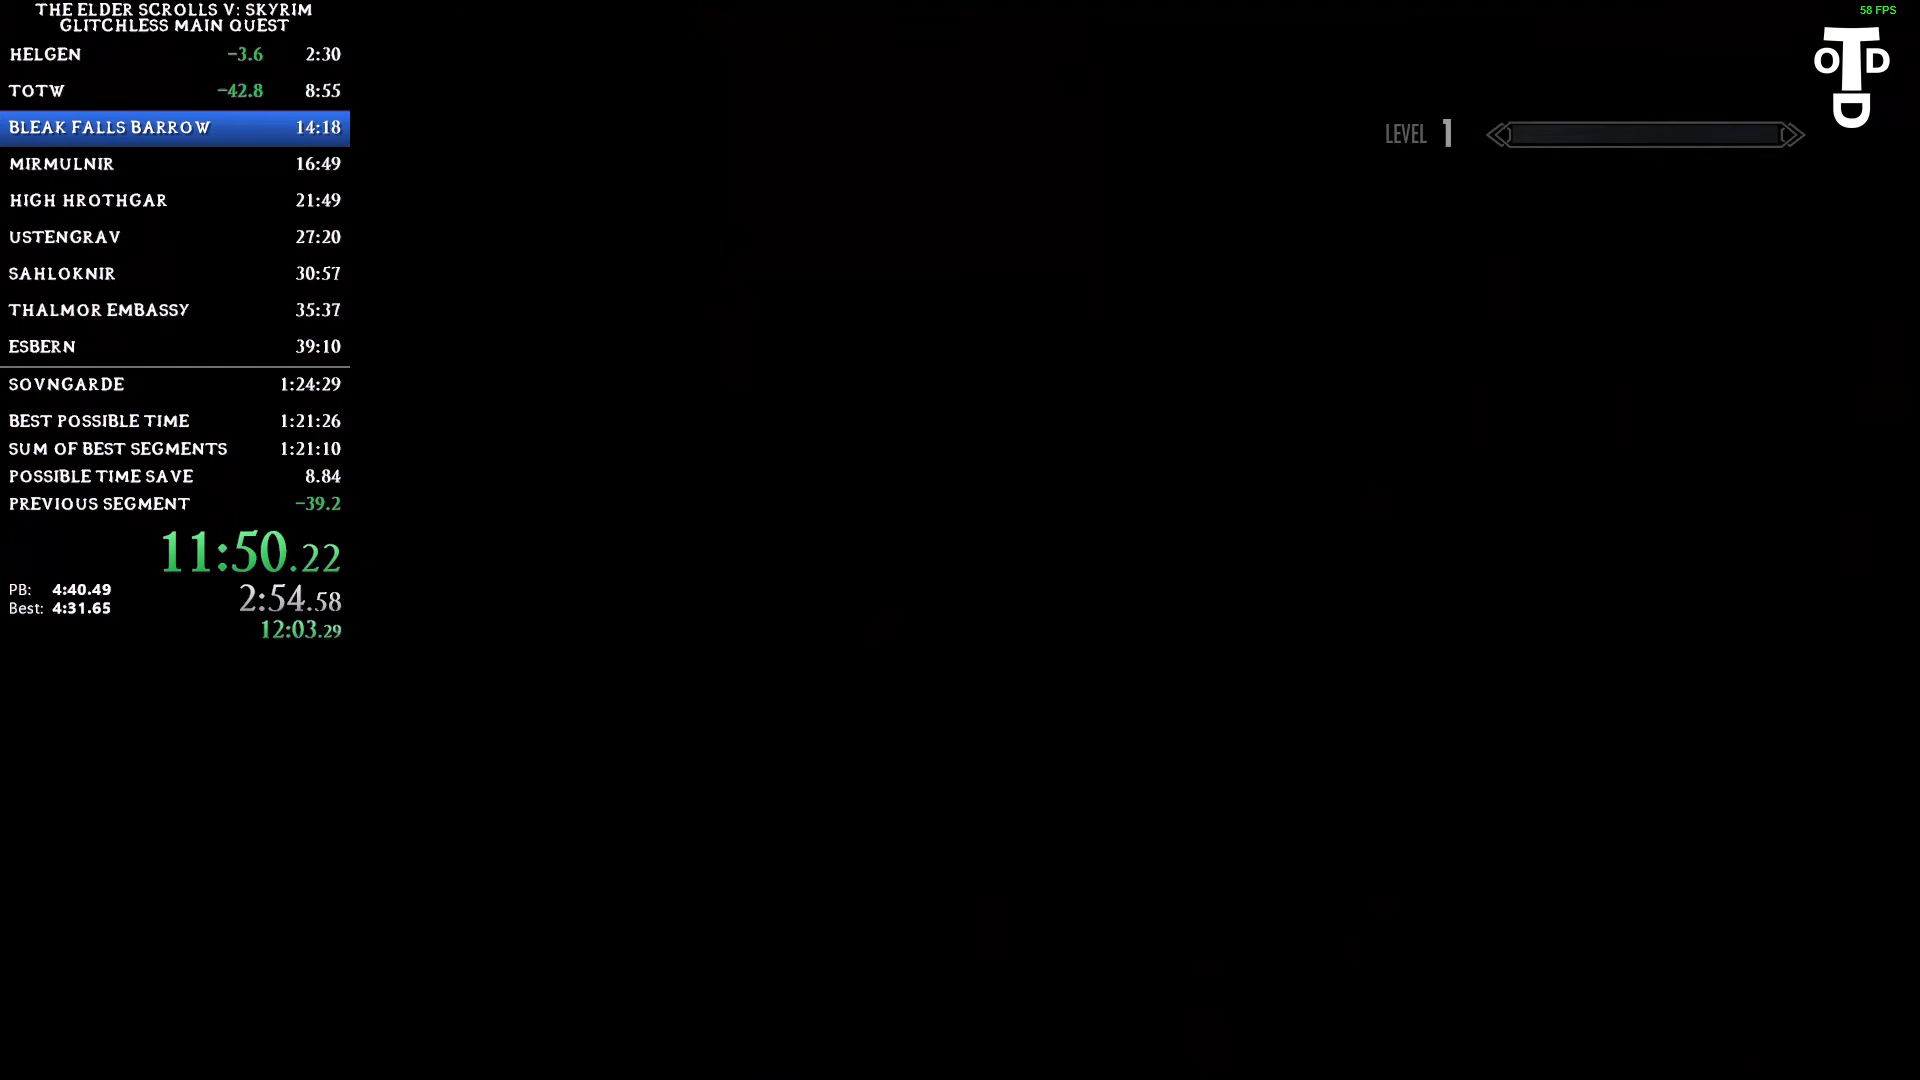 THE ELDER SCROLLS V: SKYRIM
GLITCHLESS MAIN QUEST
HELGEN -3.6 2:30
TOTW -42.8 8:55
BLEAK FALLS BARROW 14:18
MIRMULNIR 16:49
HIGH HROTHGAR 21:49
USTENGRAV 27:20
SAHLOKNIR 30:57
THALMOR EMBASSY 35:37
ESBERN 39:10
SOVNGARDE 1:24:29
BEST POSSIBLE TIME 1:21:26
SUM OF BEST SEGMENTS 1:21:10
POSSIBLE TIME SAVE 8.84
PREVIOUS SEGMENT -39.2
11:50.22
PB: 4:40.49
Best: 4:31.65
2:54.58
12:03.29
LEVEL 1
58 FPS
T
O D
D